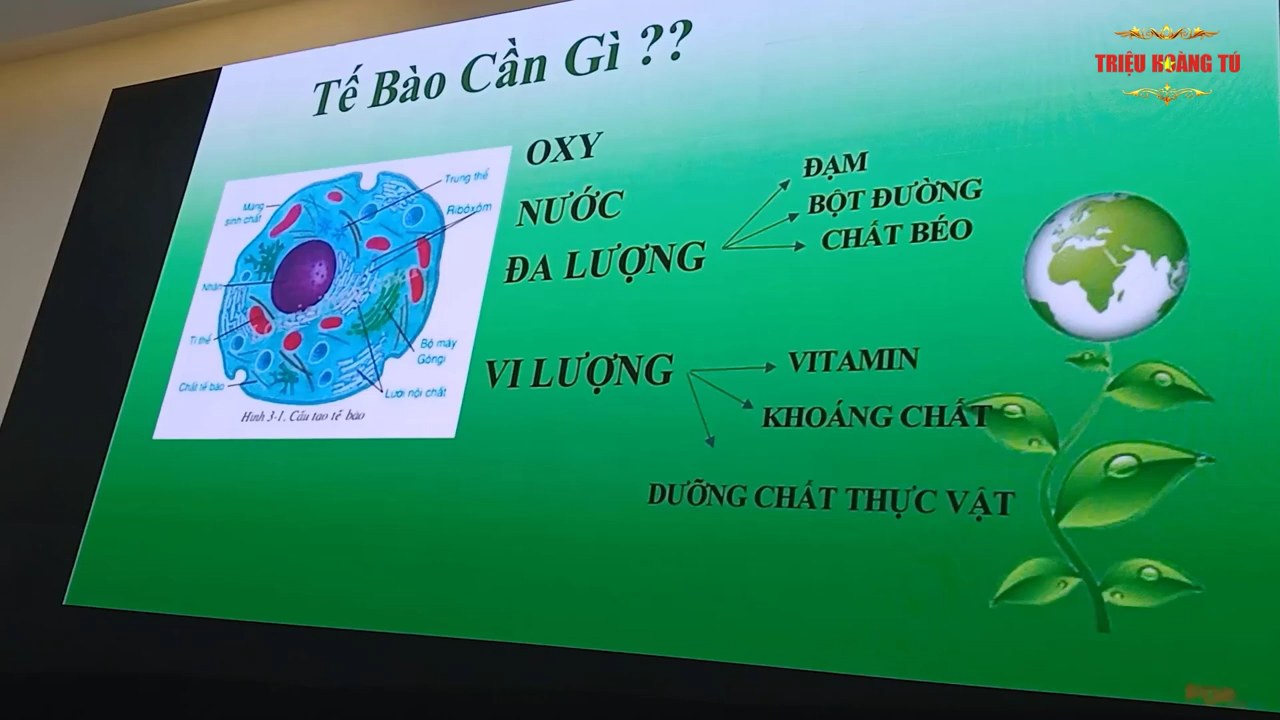 TRIỆU HOÀNG TÚ
Tế Bào Cần Gì ??
OXY
NƯỚC
ĐA LƯỢNG
ĐẠM
BỘT ĐƯỜNG
CHẤT BÉO
VI LƯỢNG
VITAMIN
KHOÁNG CHẤT
DƯỠNG CHẤT THỰC VẬT
Trung thể
Màng
sinh chất
Ribôxôm
Nhân
Ti thể
Bộ máy
Gôngi
Chất tế bào
Lưới nội chất
Hình 3-1. Cấu tạo tế bào